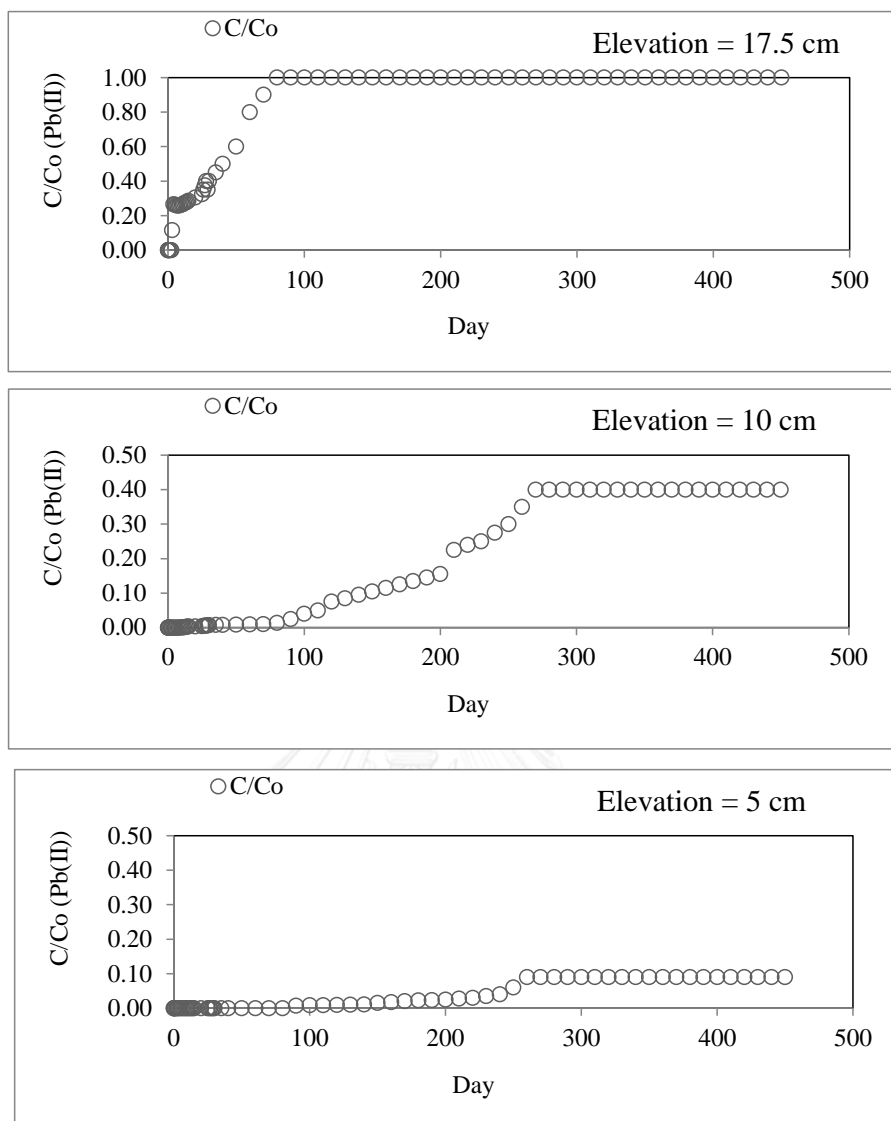 C/Co
Elevation = 17.5 cm
1.00
0.80
0.60
0.40
0.20
0.00
C/Co (Pb(II))
0 100 200 300 400 500
Day
C/Co
Elevation = 10 cm
0.50
0.40
0.30
0.20
0.10
0.00
C/Co (Pb(II))
0 100 200 300 400 500
Day
C/Co
Elevation = 5 cm
0.50
0.40
0.30
0.20
0.10
0.00
C/Co (Pb(II))
0 100 200 300 400 500
Day